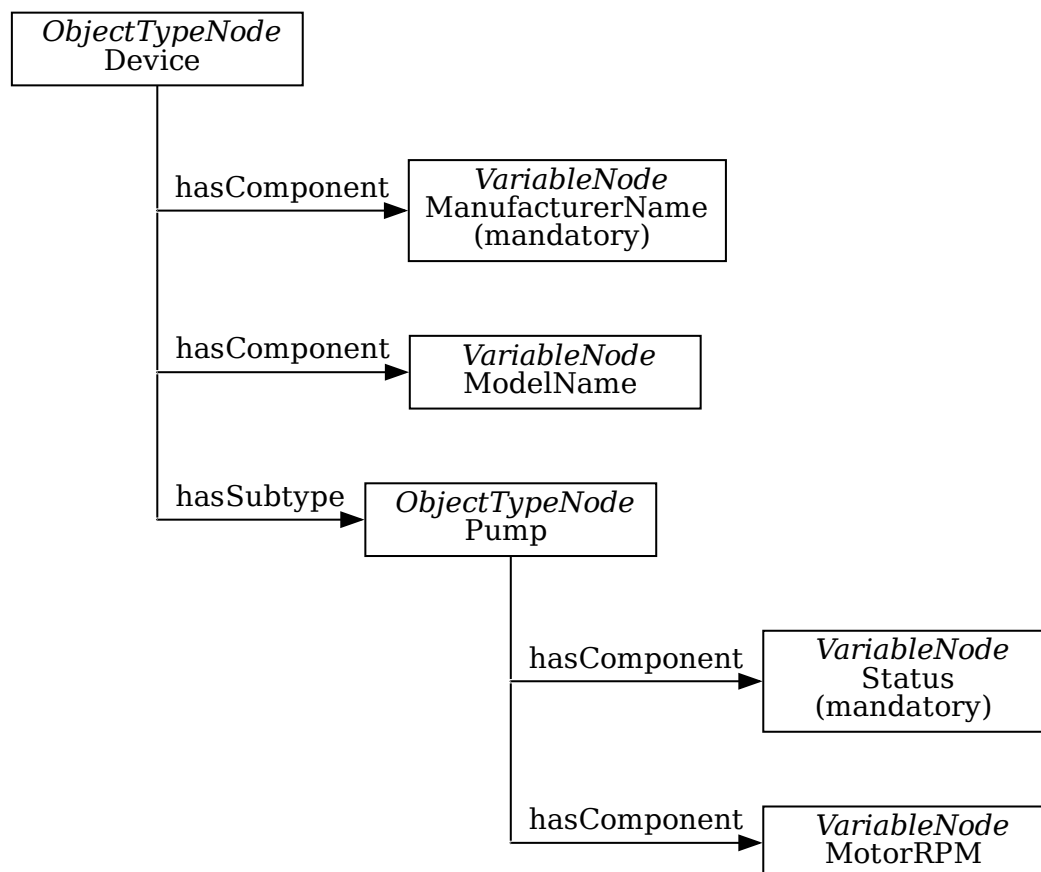 ObjectTypeNode
Device
hasComponent
VariableNode
ManufacturerName
(mandatory)
hasComponent
VariableNode
ModelName
hasSubtype
ObjectTypeNode
Pump
hasComponent
VariableNode
Status
(mandatory)
hasComponent
VariableNode
MotorRPM